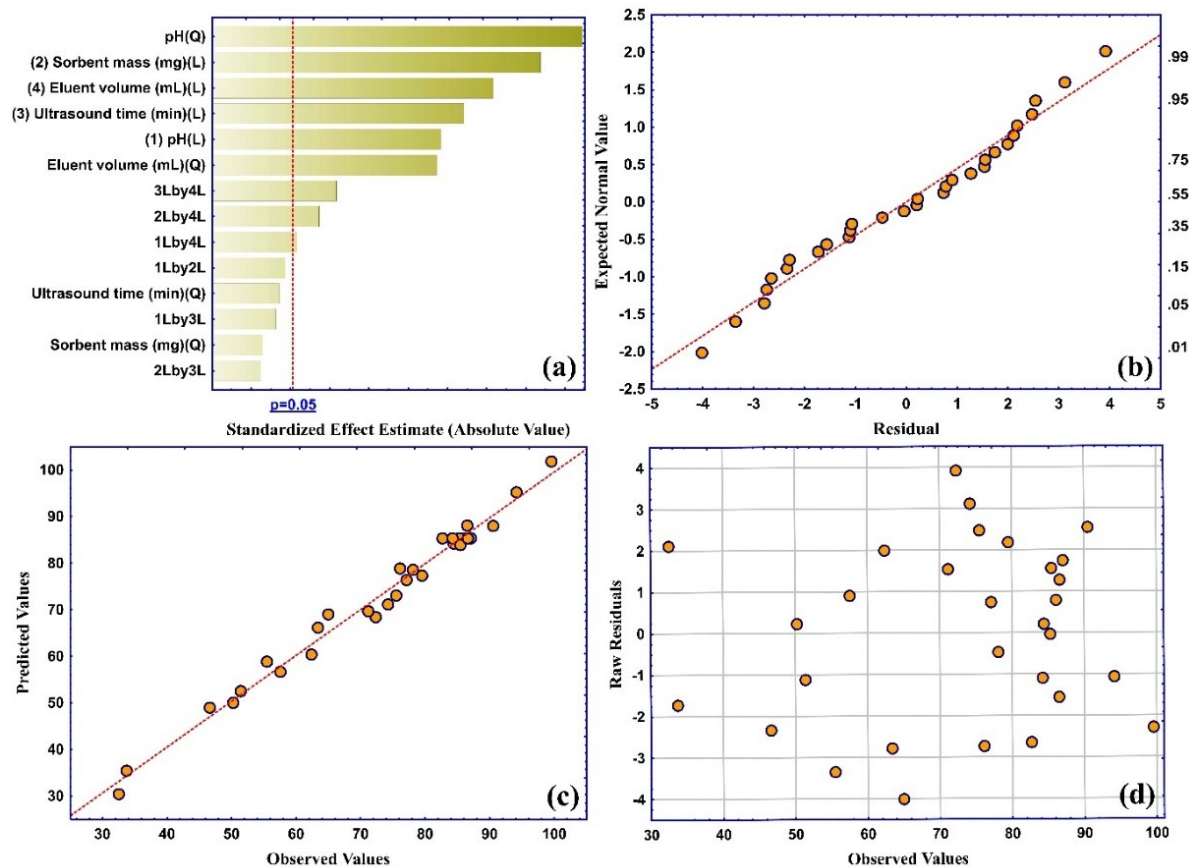 pH(Q)
(2) Sorbent mass (mg)(L)
(4) Eluent volume (mL)(L)
(3) Ultrasound time (min)(L)
(1) pH(L)
Eluent volume (mL)(Q)
3Lby4L
2Lby4L
1Lby4L
1Lby2L
Ultrasound time (min)(Q)
1Lby3L
Sorbent mass (mg)(Q)
2Lby3L
(a)
p=0.05
Standardized Effect Estimate (Absolute Value)
2.5
2.0
1.5
1.0
0.5
0.0
-0.5
-1.0
-1.5
-2.0
-2.5
Expected Normal Value
.99
.95
.75
.55
.35
.15
.05
.01
(b)
-5 -4 -3 -2 -1 0 1 2 3 4 5
Residual
100
90
80
70
60
50
40
30
Predicted Values
(c)
30 40 50 60 70 80 90 100
Observed Values
4
3
2
1
0
-1
-2
-3
-4
Raw Residuals
(d)
30 40 50 60 70 80 90 100
Observed Values